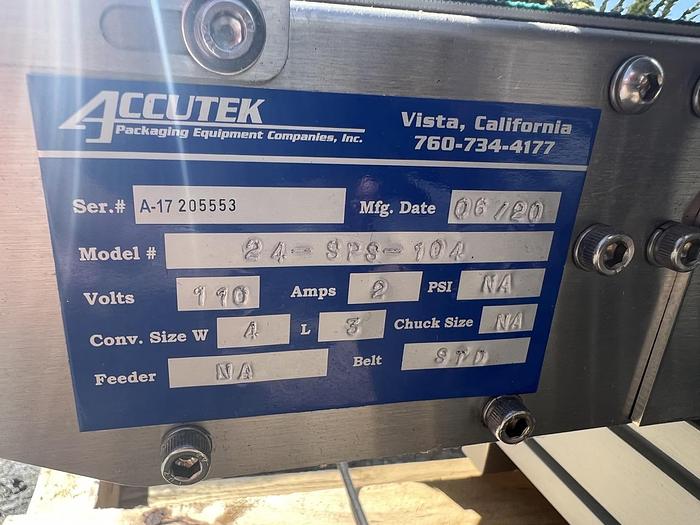 ACCUTEK
Packaging Equipment Companies, Inc.
Vista, California
760-734-4177
Ser.# A-17 205553 Mfg. Date 06/20
Model # 24-SPS-104
Volts 110 Amps 2 PSI NA
Conv. Size W 4 L 3 Chuck Size NA
Feeder NA Belt STD